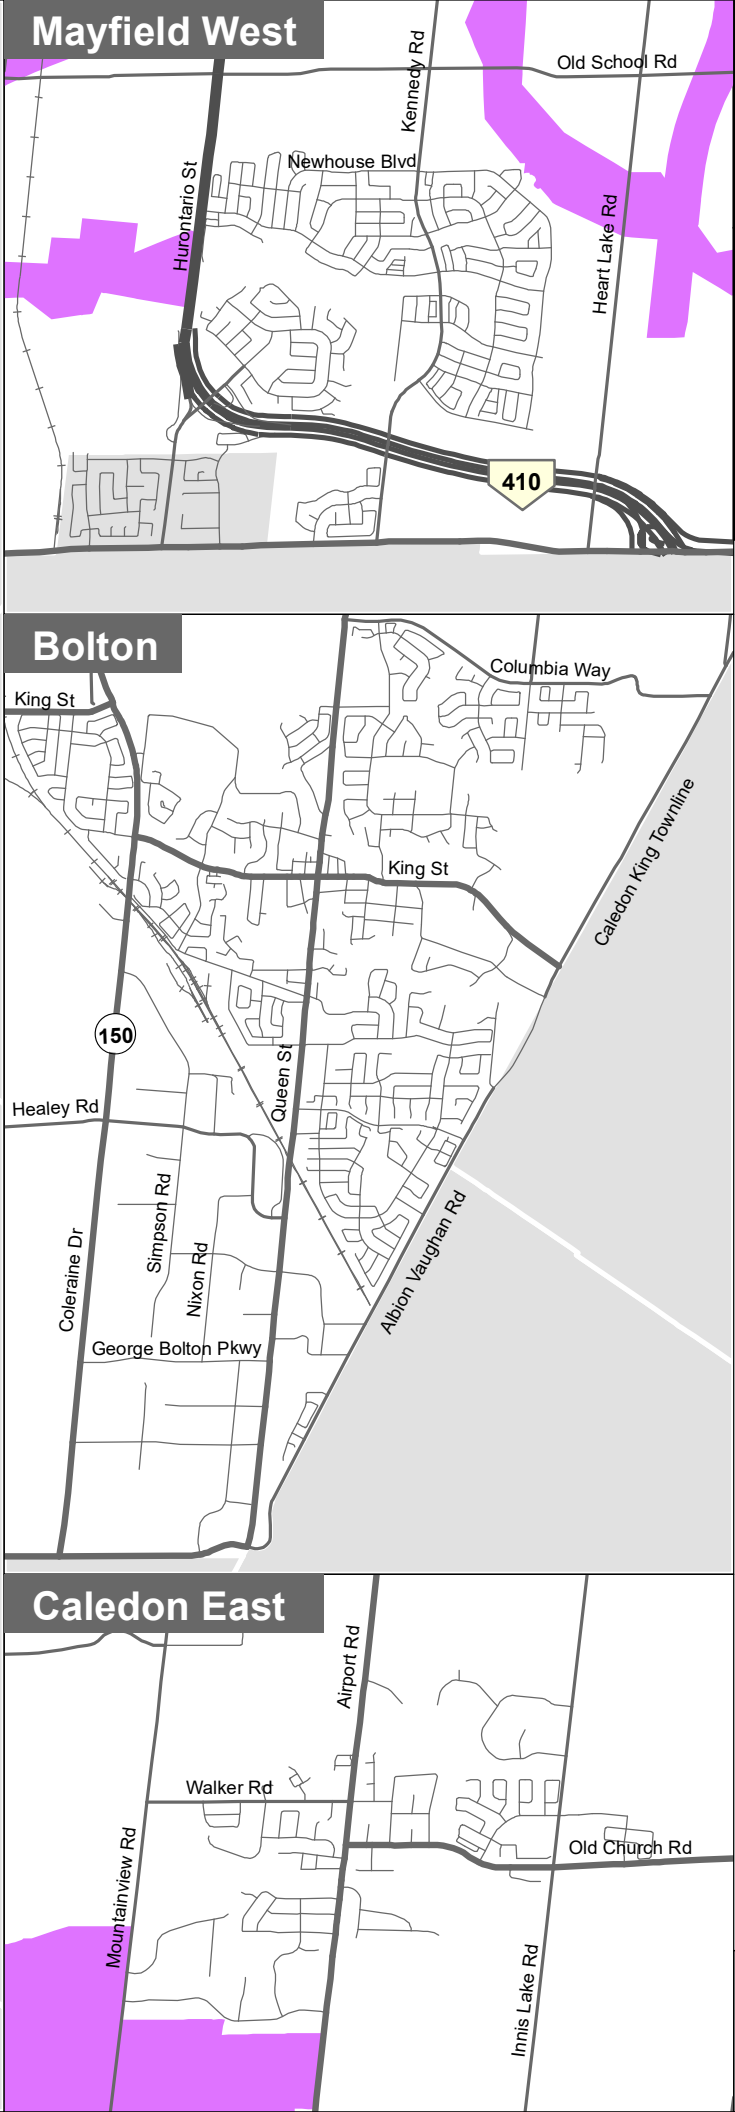 Mayfield West
Kennedy Rd
Old School Rd
Newhouse Blvd
Hurontario St
Heart Lake Rd
410
Bolton
Columbia Way
King St
Caledon King Townline
King St
150
Queen St
Healey Rd
Simpson Rd
Nixon Rd
Coleraine Dr
Albion Vaughan Rd
George Bolton Pkwy
Caledon East
Airport Rd
Walker Rd
Old Church Rd
Mountainview Rd
Innis Lake Rd